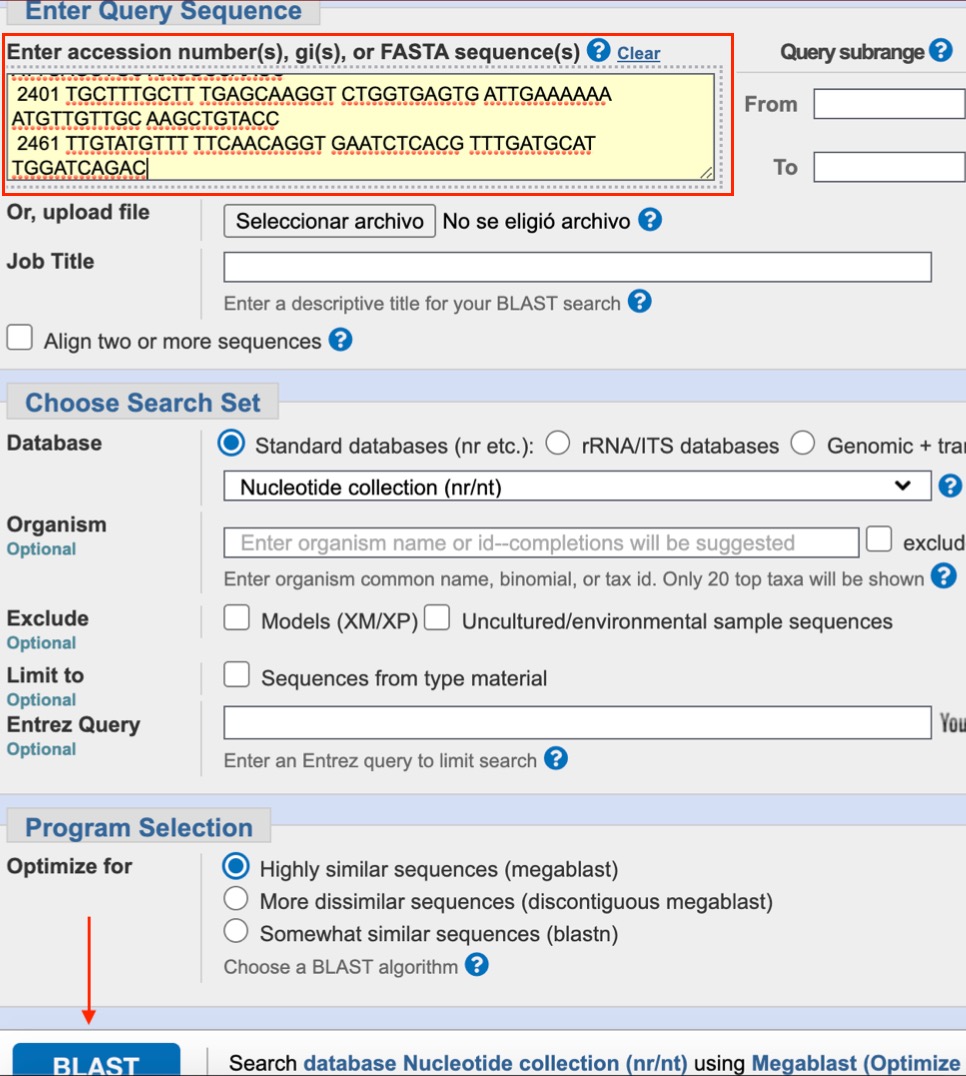 Enter Query Sequence
Enter accession number(s), gi(s), or FASTA sequence(s) ? Clear
Query subrange ?
2401 TGCTTTGCTT TGAGCAAGGT CTGGTGAGTG ATTGAAAAAA
ATGTTGTTGC AAGCTGTACC
2461 TTGTATGTTT TTCAACAGGT GAATCTCACG TTTGATGCAT
TGGATCAGAC
From
To
Or, upload file
Seleccionar archivo No se eligió archivo ?
Job Title
Enter a descriptive title for your BLAST search ?
Align two or more sequences ?
Choose Search Set
Database
Standard databases (nr etc.): rRNA/ITS databases Genomic + tra
Nucleotide collection (nr/nt) ?
Organism
Optional
Enter organism name or id--completions will be suggested
exclud
Enter organism common name, binomial, or tax id. Only 20 top taxa will be shown ?
Exclude
Optional
Models (XM/XP) Uncultured/environmental sample sequences
Limit to
Optional
Sequences from type material
Entrez Query
Optional
You
Enter an Entrez query to limit search ?
Program Selection
Optimize for
Highly similar sequences (megablast)
More dissimilar sequences (discontiguous megablast)
Somewhat similar sequences (blastn)
Choose a BLAST algorithm ?
BLAST
Search database Nucleotide collection (nr/nt) using Megablast (Optimize